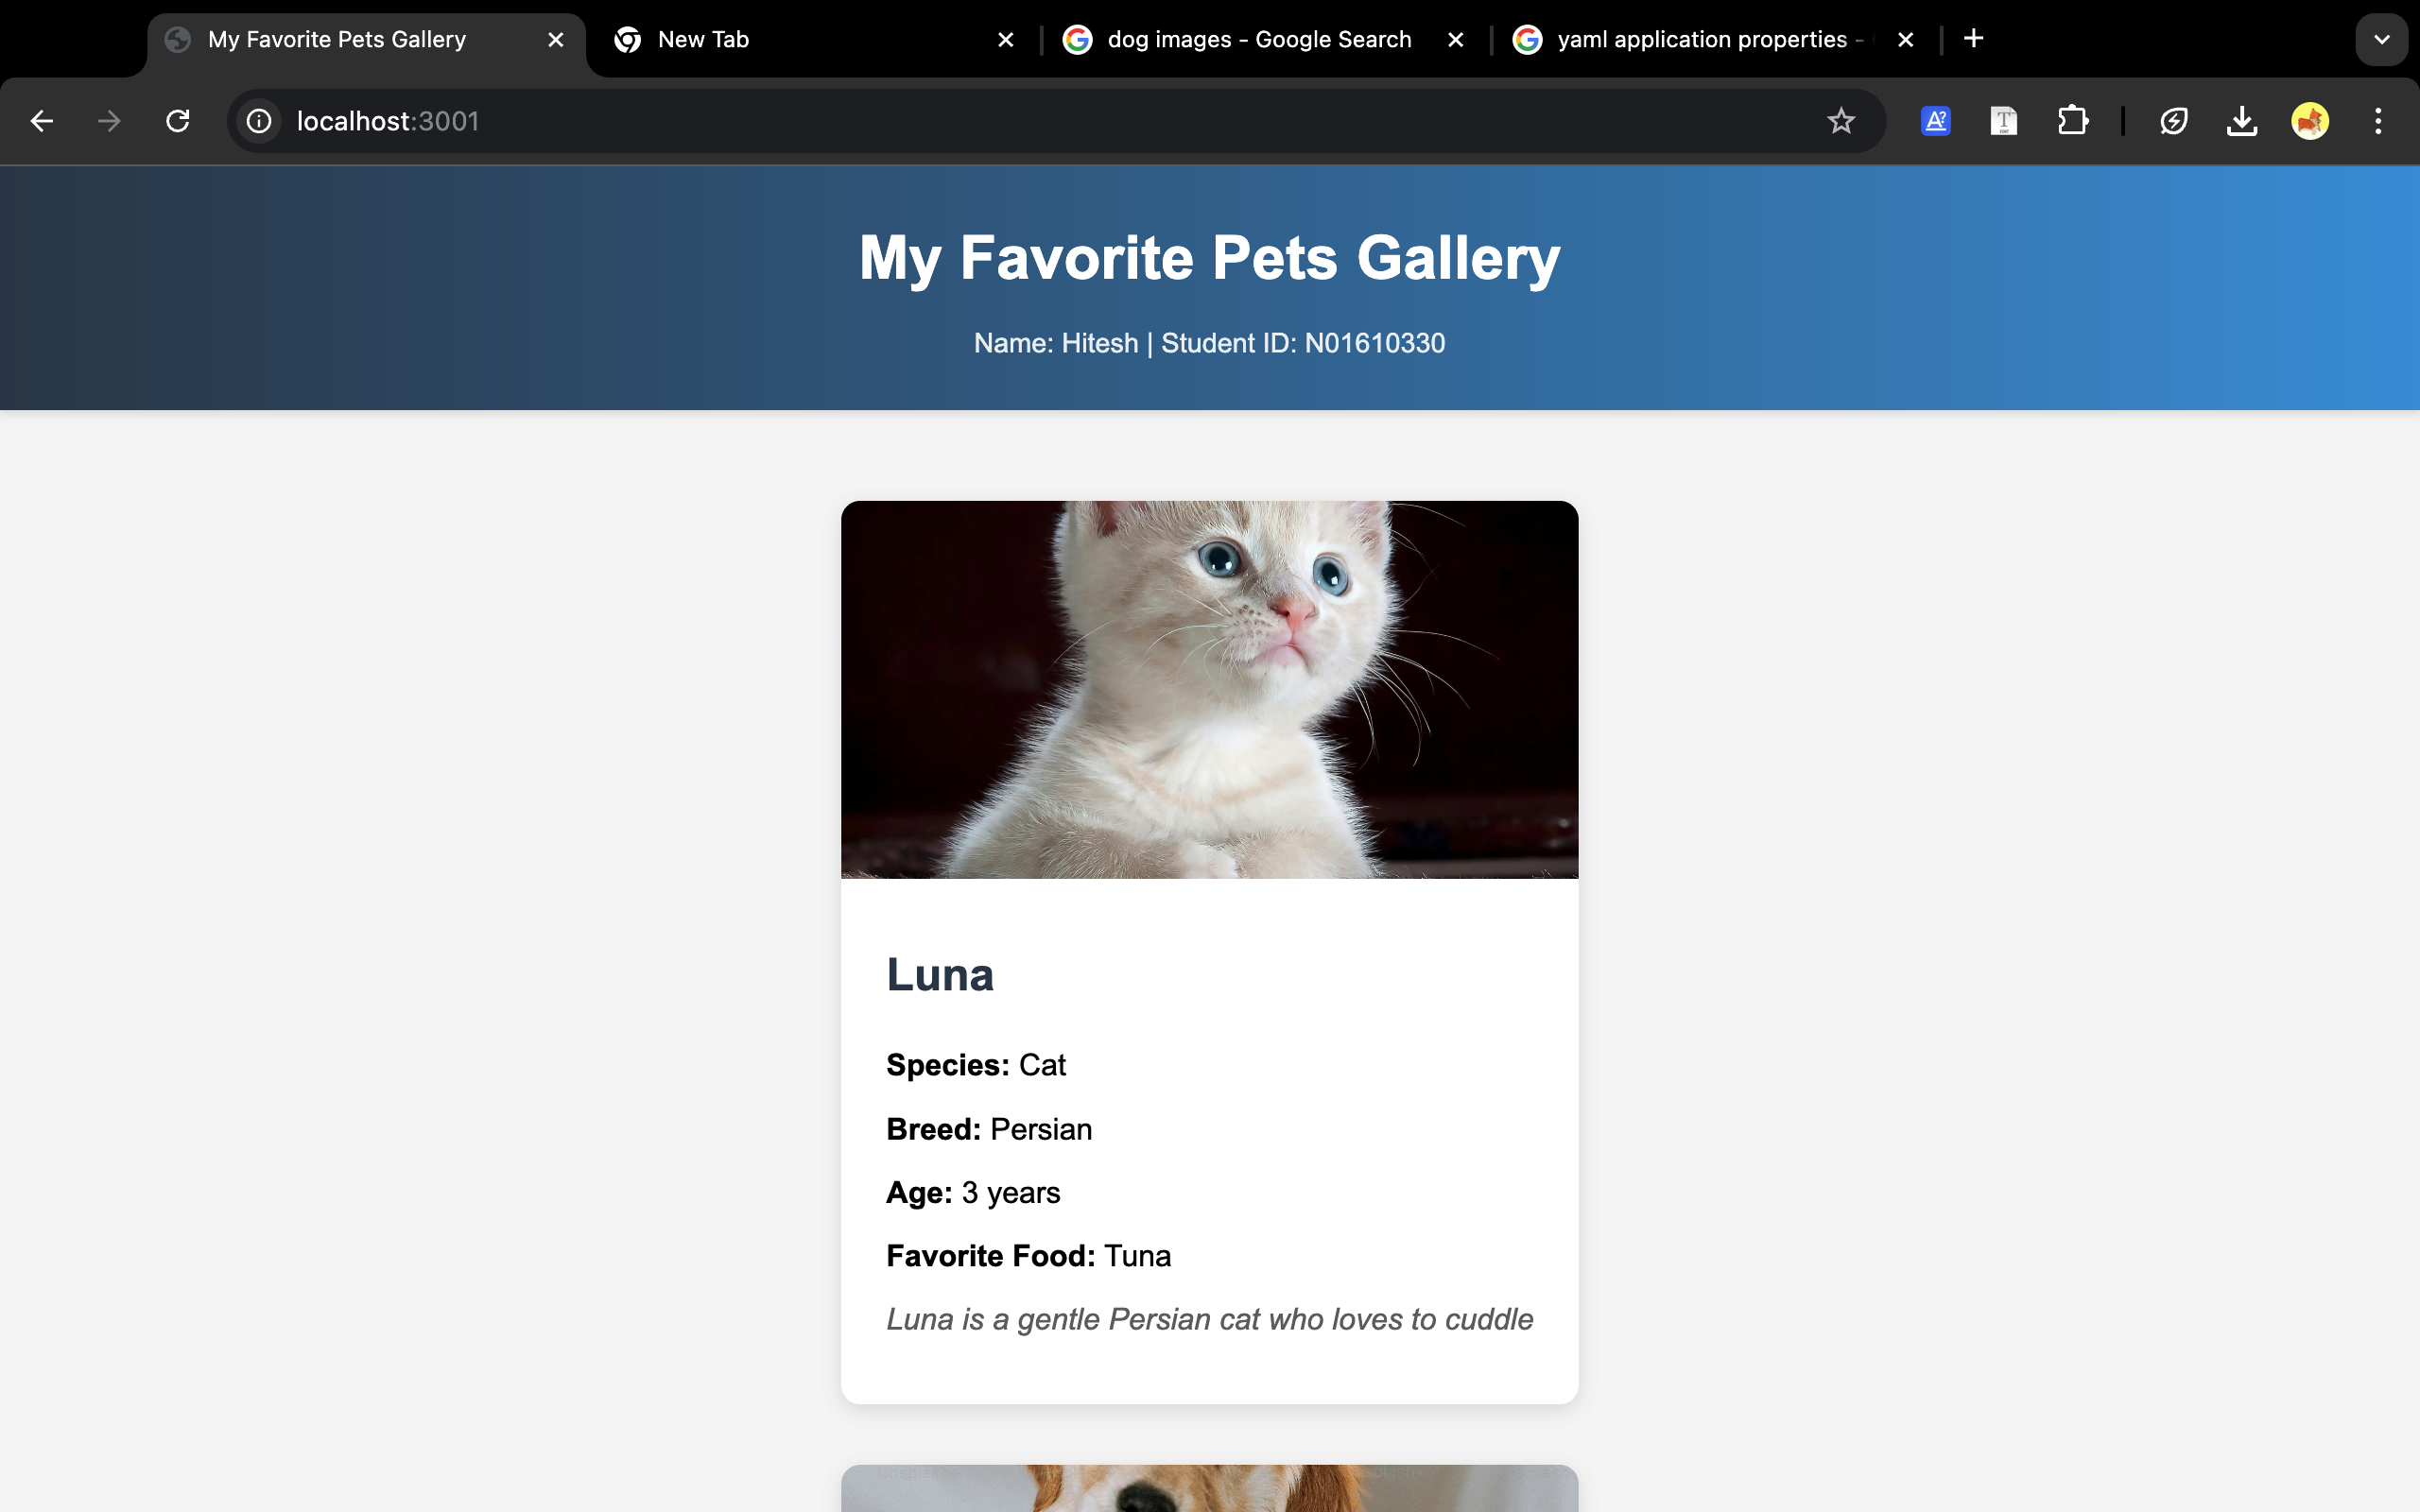 My Favorite Pets Gallery
New Tab
dog images - Google Search
yaml application properties -
localhost:3001
My Favorite Pets Gallery
Name: Hitesh | Student ID: N01610330
Luna
Species: Cat
Breed: Persian
Age: 3 years
Favorite Food: Tuna
Luna is a gentle Persian cat who loves to cuddle